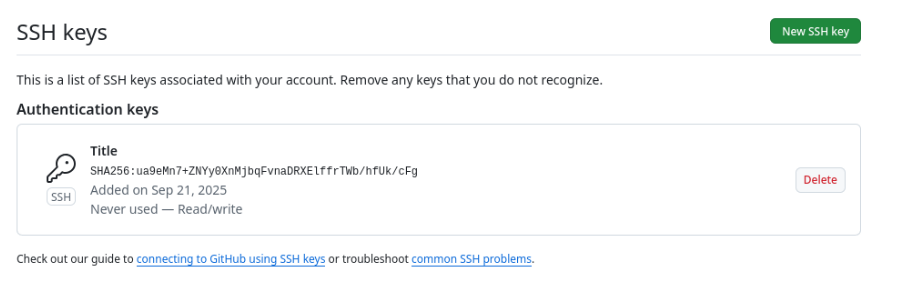 SSH keys
New SSH key
This is a list of SSH keys associated with your account. Remove any keys that you do not recognize.
Authentication keys
Title
SHA256:ua9eMn7+ZNYy0XnMjbqFvnaDRXElffrTWb/hfUk/cFg
SSH
Added on Sep 21, 2025
Never used — Read/write
Delete
Check out our guide to connecting to GitHub using SSH keys or troubleshoot common SSH problems.